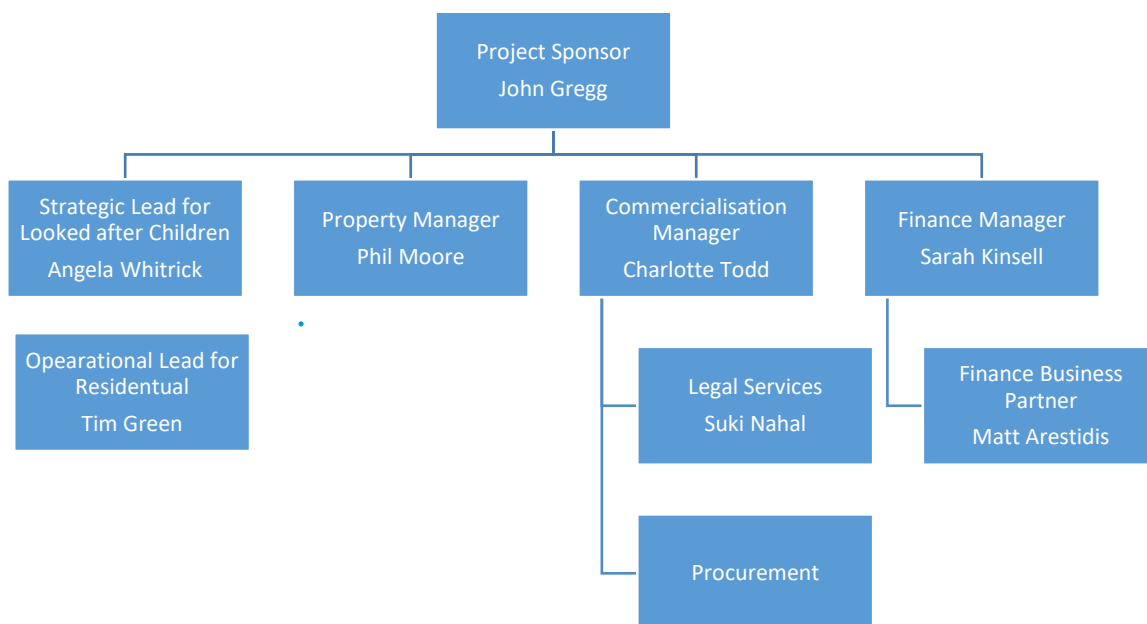 Project Sponsor
John Gregg
Strategic Lead for
Looked after Children
Angela Whitrick
Property Manager
Phil Moore
Commercialisation
Manager
Charlotte Todd
Finance Manager
Sarah Kinsell
Opearational Lead for
Residentual
Tim Green
Legal Services
Suki Nahal
Finance Business
Partner
Matt Arestidis
Procurement